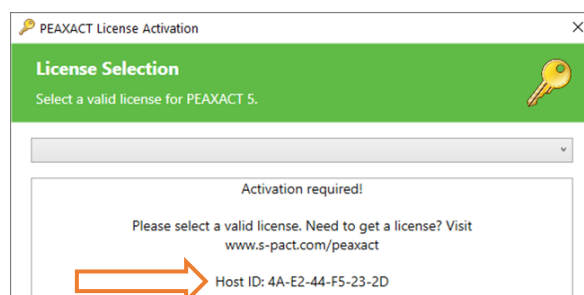 PEAXACT License Activation
License Selection
Select a valid license for PEAXACT 5.
Activation required!
Please select a valid license. Need to get a license? Visit
www.s-pact.com/peaxact
Host ID: 4A-E2-44-F5-23-2D